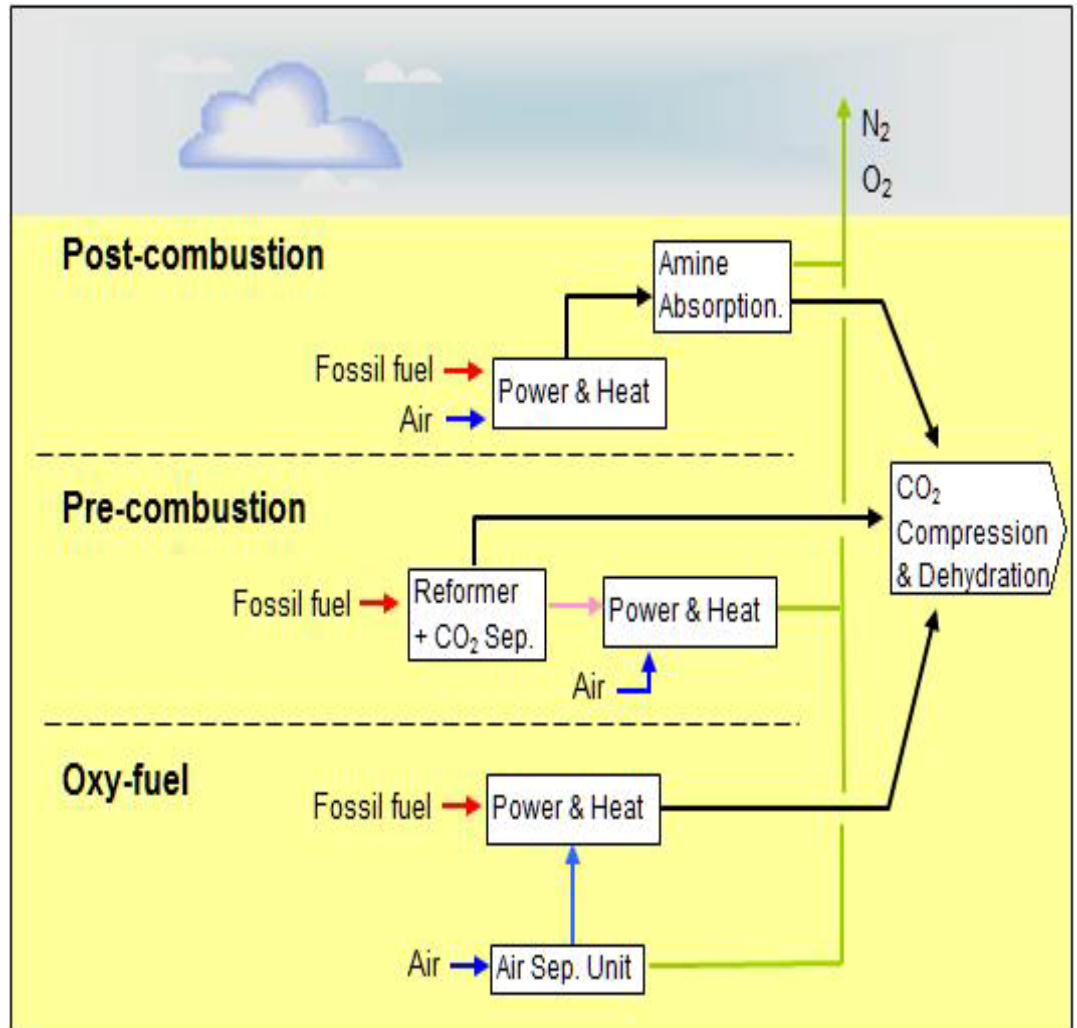 N₂
O₂
Post-combustion
Amine
Absorption.
Fossil fuel
Power & Heat
Air
Pre-combustion
CO₂
Compression
& Dehydration
Fossil fuel
Reformer
+ CO₂ Sep.
Power & Heat
Air
Oxy-fuel
Fossil fuel
Power & Heat
Air
Air Sep. Unit